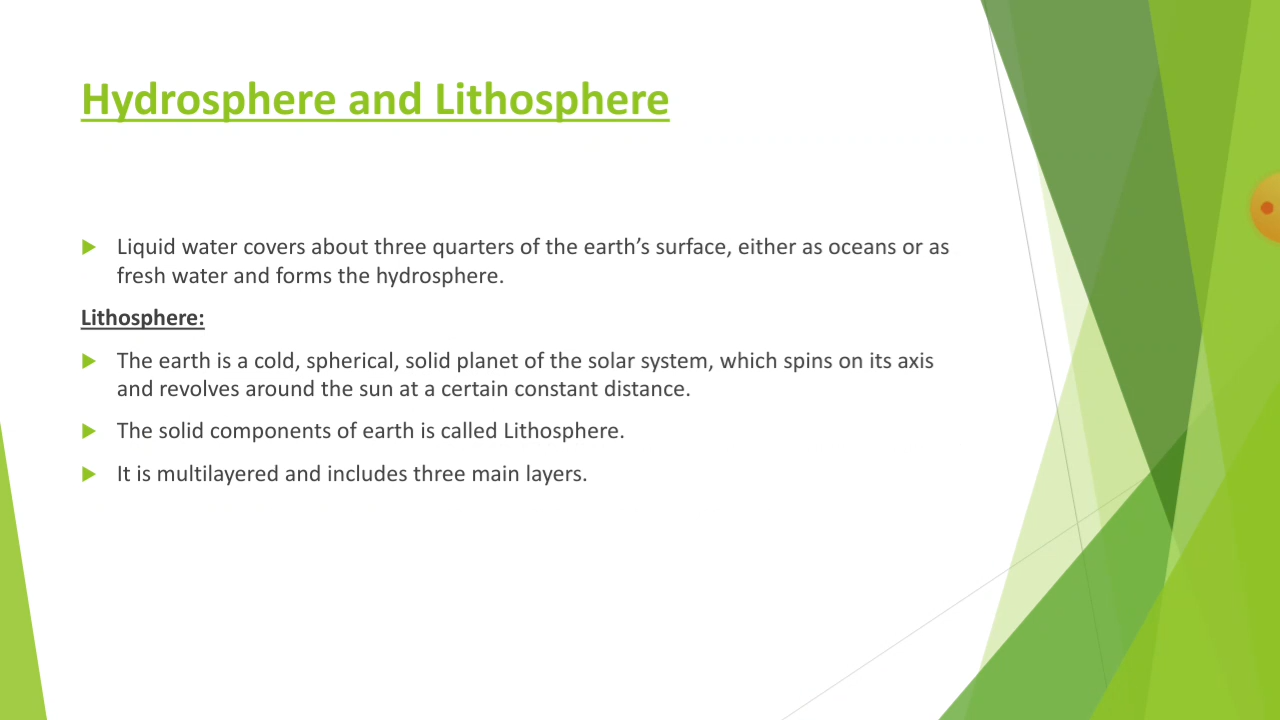 Hydrosphere and Lithosphere
Liquid water covers about three quarters of the earth’s surface, either as oceans or as
fresh water and forms the hydrosphere.
Lithosphere:
The earth is a cold, spherical, solid planet of the solar system, which spins on its axis
and revolves around the sun at a certain constant distance.
The solid components of earth is called Lithosphere.
It is multilayered and includes three main layers.